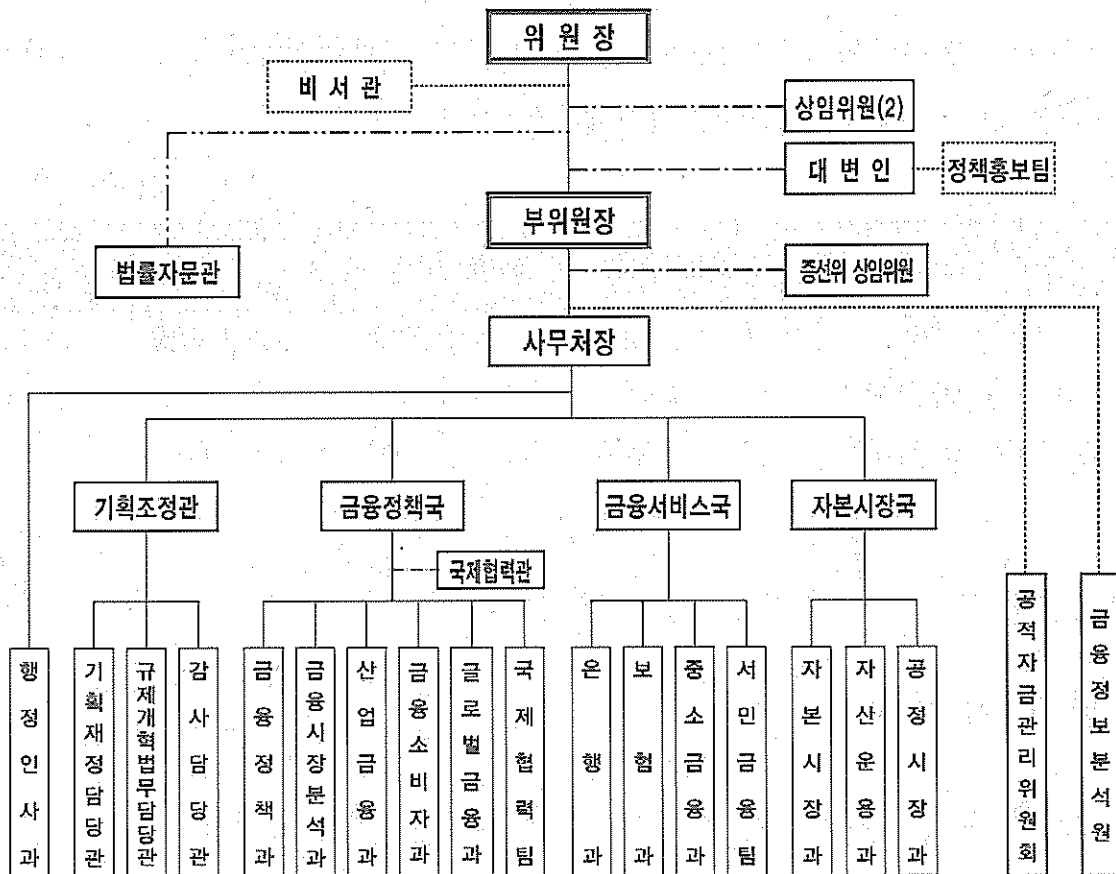 위 원 장
비 서 관
상임위원(2)
대 변 인
정책홍보팀
부위원장
법률자문관
증선위 상임위원
사무처장
기획조정관
금융정책국
금융서비스국
자본시장국
국제협력관
행정인사과
기획재정담당관
규제개혁법무담당관
감사담당관
금융정책과
금융시장분석과
산업금융과
금융소비자과
글로벌금융과
국제협력팀
은행과
보험과
중소금융과
서민금융팀
자본시장과
자산운용과
공정시장과
공적자금관리위원회
금융정보분석원